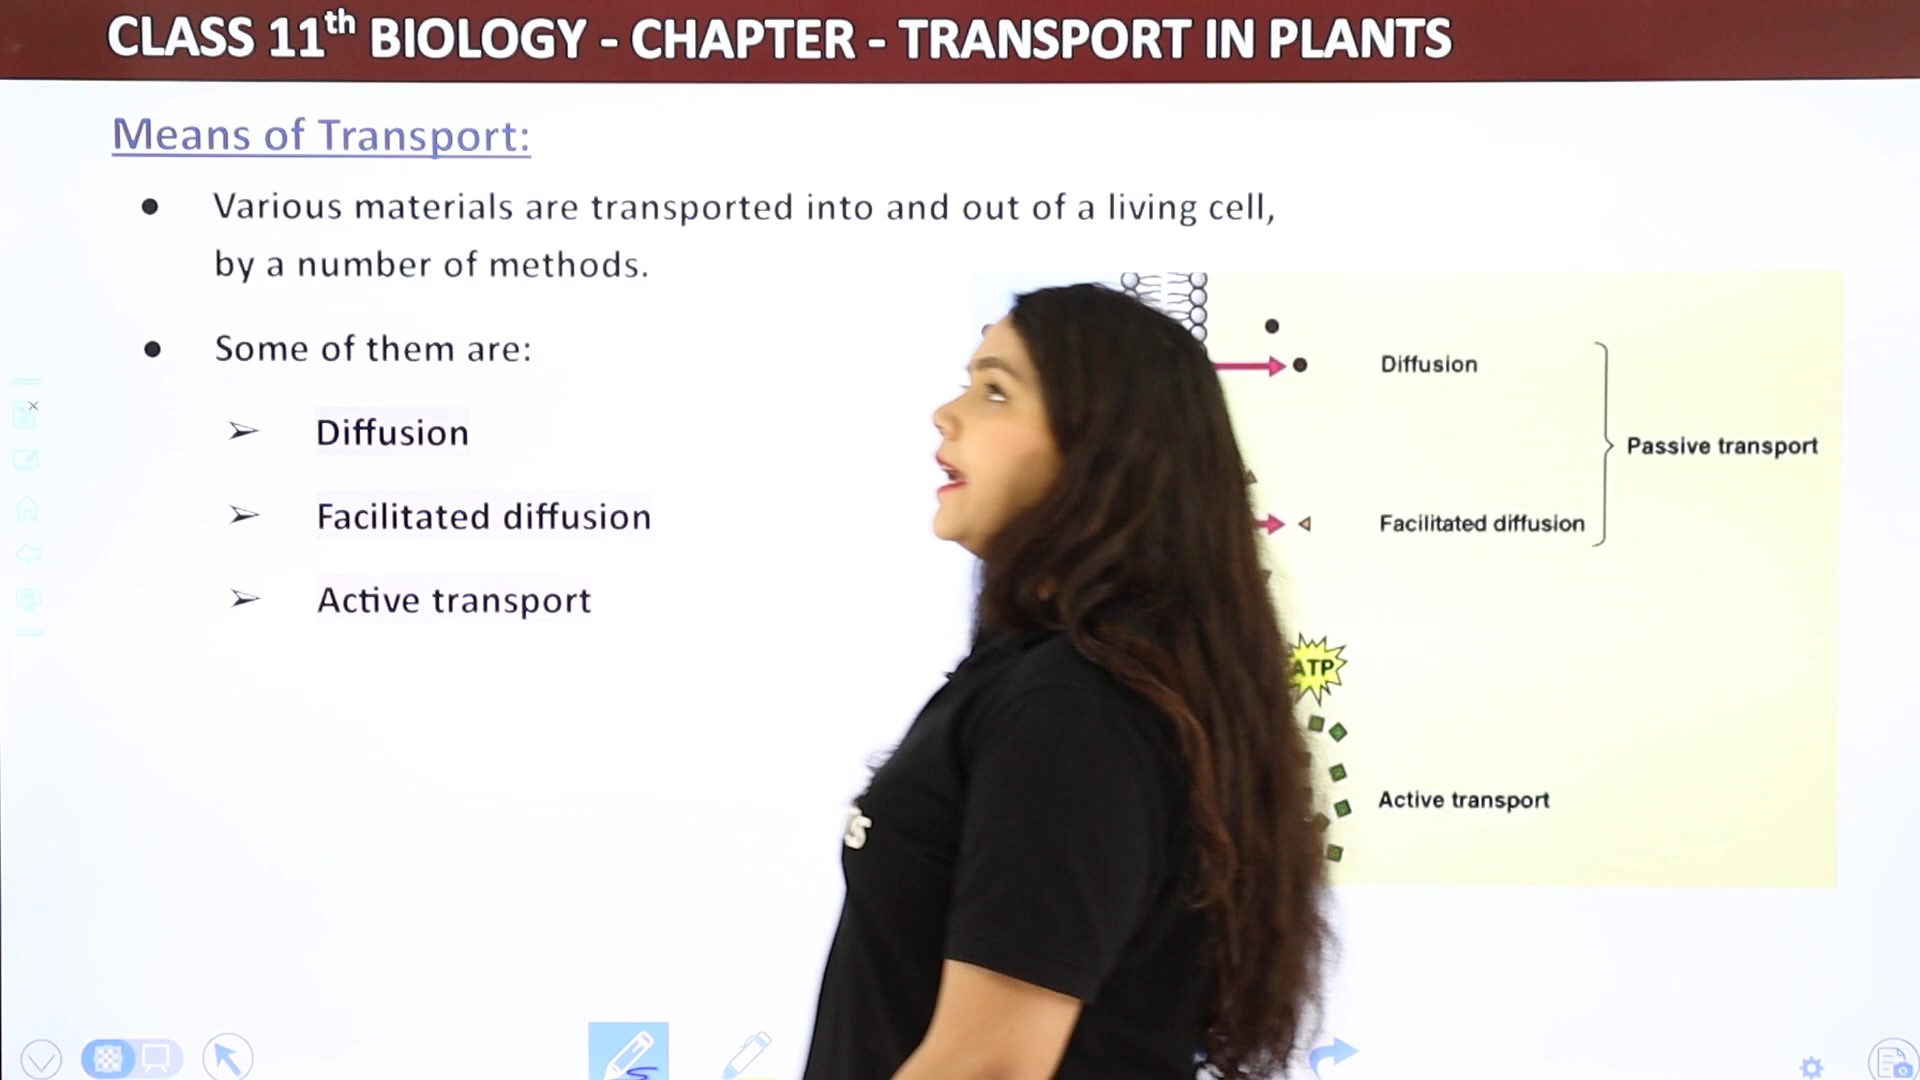 CLASS 11th BIOLOGY - CHAPTER - TRANSPORT IN PLANTS
Means of Transport:
● Various materials are transported into and out of a living cell,
by a number of methods.
● Some of them are:
➢ Diffusion
➢ Facilitated diffusion
➢ Active transport
Diffusion
Passive transport
Facilitated diffusion
ATP
Active transport